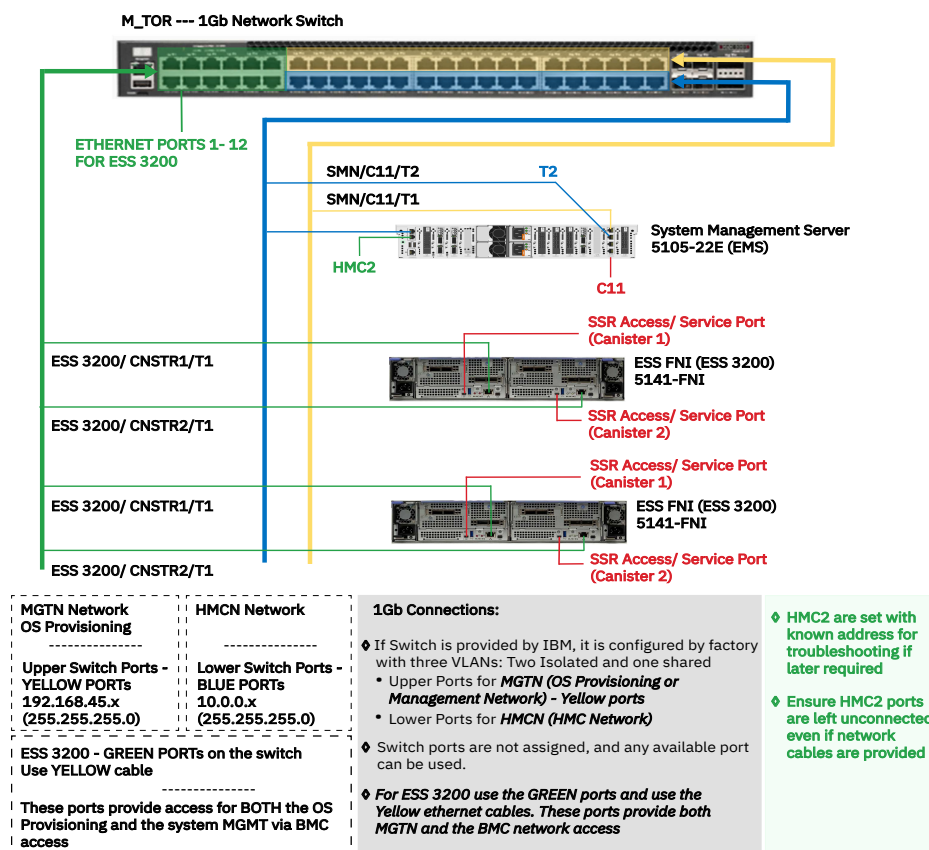 M_TOR --- 1Gb Network Switch
ETHERNET PORTS 1- 12
FOR ESS 3200
SMN/C11/T2
T2
SMN/C11/T1
System Management Server
5105-22E (EMS)
HMC2
C11
SSR Access/ Service Port
(Canister 1)
ESS 3200/ CNSTR1/T1
ESS FNI (ESS 3200)
5141-FNI
SSR Access/ Service Port
(Canister 2)
ESS 3200/ CNSTR2/T1
SSR Access/ Service Port
(Canister 1)
ESS 3200/ CNSTR1/T1
ESS FNI (ESS 3200)
5141-FNI
SSR Access/ Service Port
(Canister 2)
ESS 3200/ CNSTR2/T1
MGTN Network
OS Provisioning
---------------
Upper Switch Ports -
YELLOW PORTs
192.168.45.x
(255.255.255.0)
HMCN Network
---------------
Lower Switch Ports -
BLUE PORTs
10.0.0.x
(255.255.255.0)
ESS 3200 - GREEN PORTs on the switch
Use YELLOW cable
---------------
These ports provide access for BOTH the OS
Provisioning and the system MGMT via BMC
access
1Gb Connections:
◊ If Switch is provided by IBM, it is configured by factory
with three VLANs: Two Isolated and one shared
• Upper Ports for MGTN (OS Provisioning or
Management Network) - Yellow ports
• Lower Ports for HMCN (HMC Network)
◊ Switch ports are not assigned, and any available port
can be used.
◊ For ESS 3200 use the GREEN ports and use the
Yellow ethernet cables. These ports provide both
MGTN and the BMC network access
◊ HMC2 are set with
known address for
troubleshooting if
later required
◊ Ensure HMC2 ports
are left unconnected
even if network
cables are provided